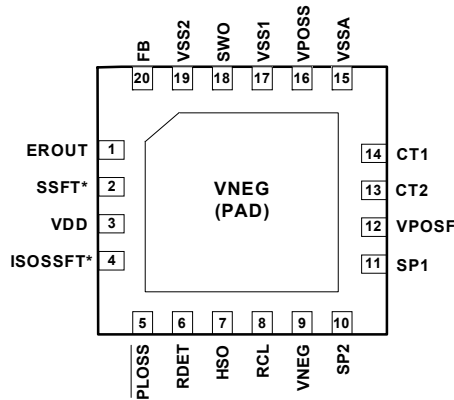 FB
VSS2
SWO
VSS1
VPOSS
VSSA
20
19
18
17
16
15
EROUT 1
SSFT* 2
VDD 3
ISOSSFT* 4
VNEG
(PAD)
14 CT1
13 CT2
12 VPOSF
11 SP1
5
6
7
8
9
10
PLOSS
RDET
HSO
RCL
VNEG
SP2